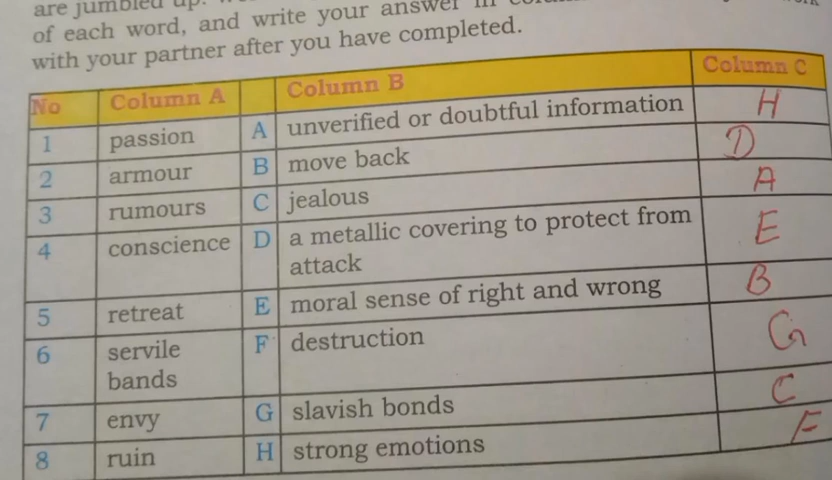 are jumbled up.
of each word, and write your answer in
with your partner after you have completed.
No Column A Column B Column C
1 passion A unverified or doubtful information H
2 armour B move back D
3 rumours C jealous A
4 conscience D a metallic covering to protect from E
attack
5 retreat E moral sense of right and wrong B
6 servile F destruction G
bands
7 envy G slavish bonds C
8 ruin H strong emotions F